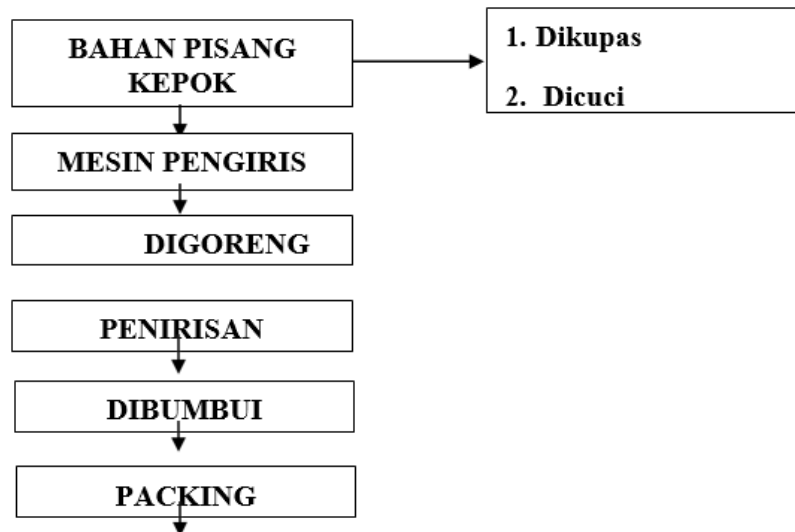 BAHAN PISANG
KEPOK
1. Dikupas
2. Dicuci
MESIN PENGIRIS
DIGORENG
PENIRISAN
DIBUMBUI
PACKING